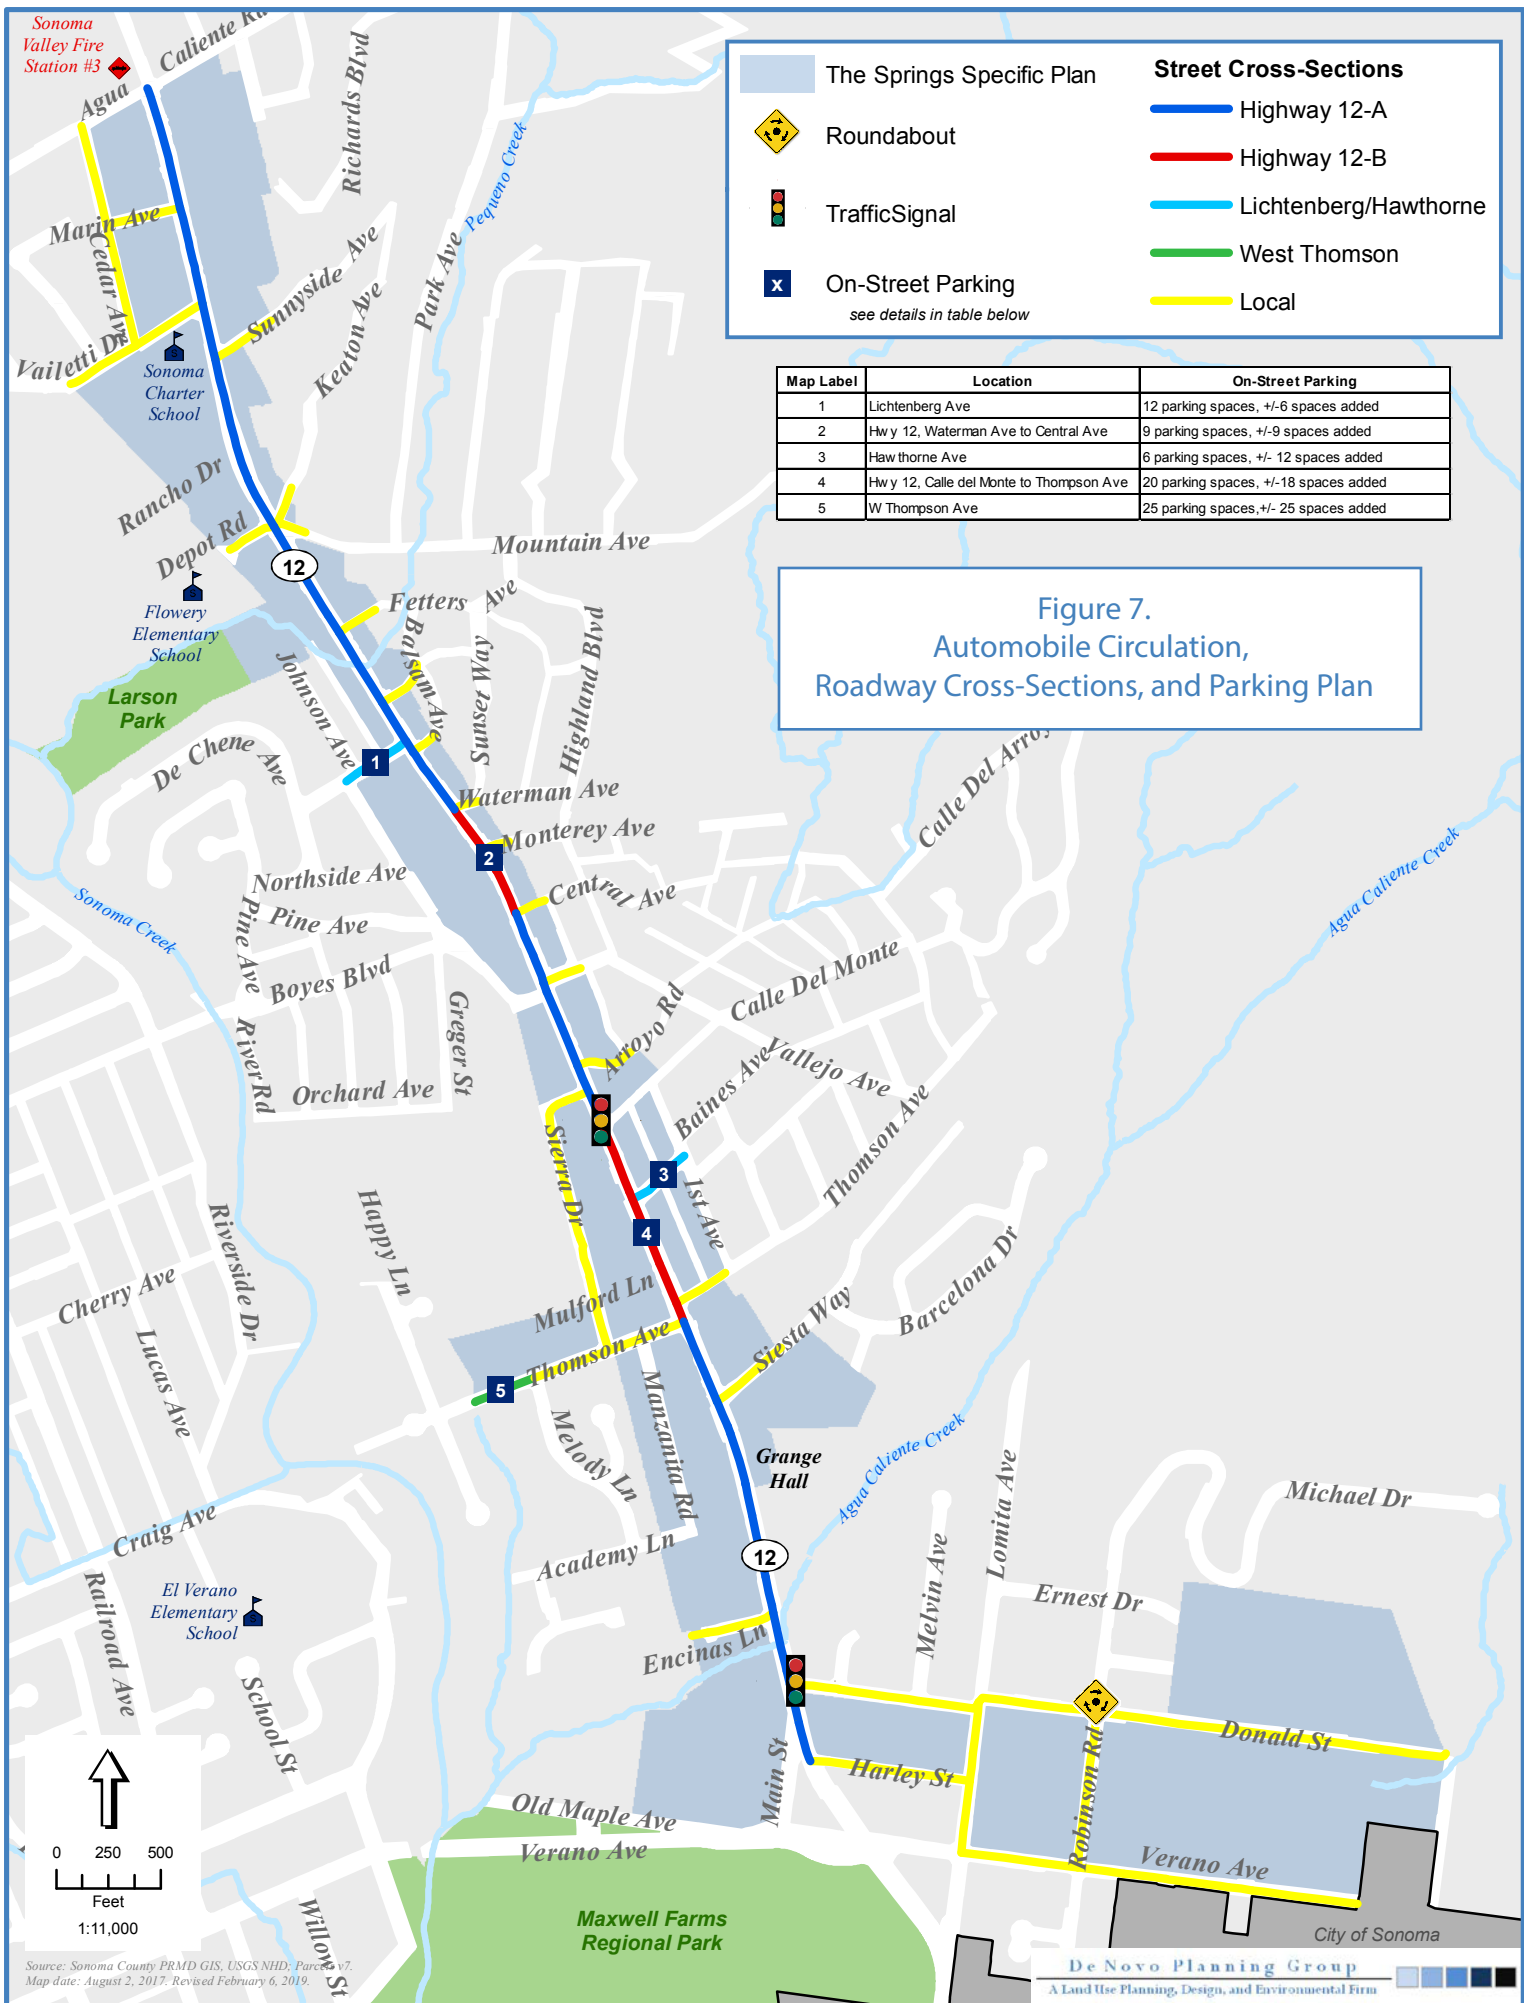 Sonoma
Valley Fire
Station #3
Agua Caliente Rd
Richards Blvd
Pequeno Creek
Park Ave
Marin Ave
Cedar Ave
Sunnyside Ave
Keaton Ave
Vailetti Dr
Sonoma
Charter
School
Rancho Dr
Depot Rd
12
Mountain Ave
Flowery
Elementary
School
Fetters Ave
Balsam Ave
Sunset Way
Highland Blvd
Larson
Park
Johnson Ave
De Chene Ave
1
Waterman Ave
2
Monterey Ave
Northside Ave
Central Ave
Pine Ave
Pine Ave
Sonoma Creek
Boyes Blvd
Greger St
River Rd
Orchard Ave
Arroyo Rd
Calle Del Monte
Calle Del Arroy
Agua Caliente Creek
Baines Ave
Vallejo Ave
Thomson Ave
Sierra Dr
3
1st Ave
4
Happy Ln
Riverside Dr
Cherry Ave
Lucas Ave
Mulford Ln
Thomson Ave
5
Siesta Way
Barcelona Dr
Manzanita Rd
Melody Ln
Grange
Hall
Agua Caliente Creek
Lomita Ave
Michael Dr
Craig Ave
Academy Ln
12
Melvin Ave
Ernest Dr
El Verano
Elementary
School
Railroad Ave
Encinas Ln
School St
Donald St
Robinson Rd
Harley St
Main St
Old Maple Ave
Verano Ave
Verano Ave
Willow St
Maxwell Farms
Regional Park
City of Sonoma
The Springs Specific Plan
Roundabout
TrafficSignal
x
On-Street Parking
see details in table below
Street Cross-Sections
Highway 12-A
Highway 12-B
Lichtenberg/Hawthorne
West Thomson
Local
Map Label Location On-Street Parking
1 Lichtenberg Ave 12 parking spaces, +/-6 spaces added
2 Hwy 12, Waterman Ave to Central Ave 9 parking spaces, +/-9 spaces added
3 Hawthorne Ave 6 parking spaces, +/- 12 spaces added
4 Hwy 12, Calle del Monte to Thompson Ave 20 parking spaces, +/-18 spaces added
5 W Thompson Ave 25 parking spaces,+/- 25 spaces added
Figure 7.
Automobile Circulation,
Roadway Cross-Sections, and Parking Plan
0 250 500
Feet
1:11,000
Source: Sonoma County PRMD GIS, USGS NHD; Parcels v7.
Map date: August 2, 2017. Revised February 6, 2019.
De Novo Planning Group
A Land Use Planning, Design, and Environmental Firm